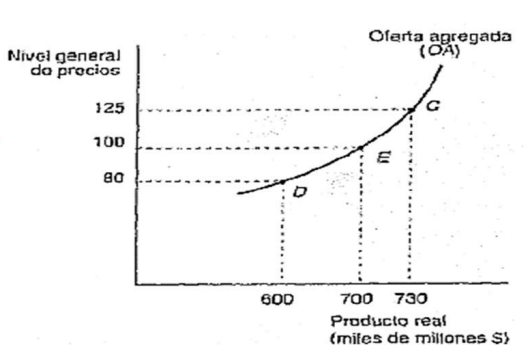 Oferta agregada
(OA)
Nivel general
de precios
125
G
100
E
80
D
600 700 730
Producto real
(miles de millones $)